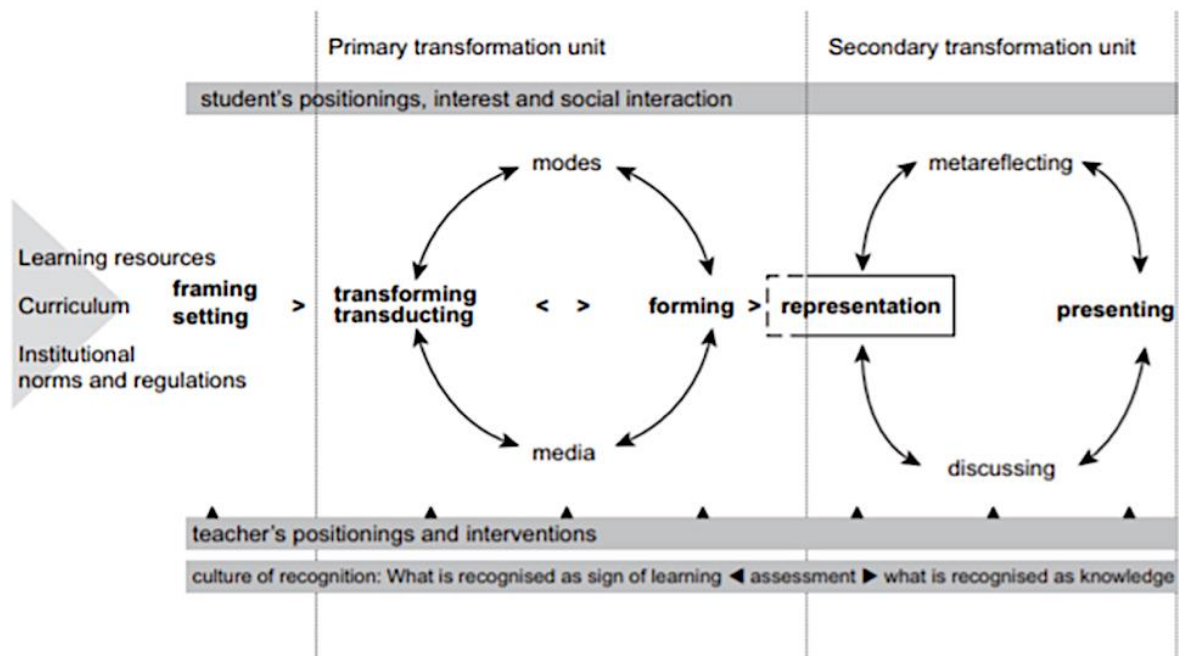 Primary transformation unit
Secondary transformation unit
student's positionings, interest and social interaction
modes
metareflecting
Learning resources
Curriculum
Institutional
norms and regulations
framing
setting
>
transforming
transducting
< >
forming >
representation
presenting
media
discussing
teacher's positionings and interventions
culture of recognition: What is recognised as sign of learning ◀ assessment ▶ what is recognised as knowledge